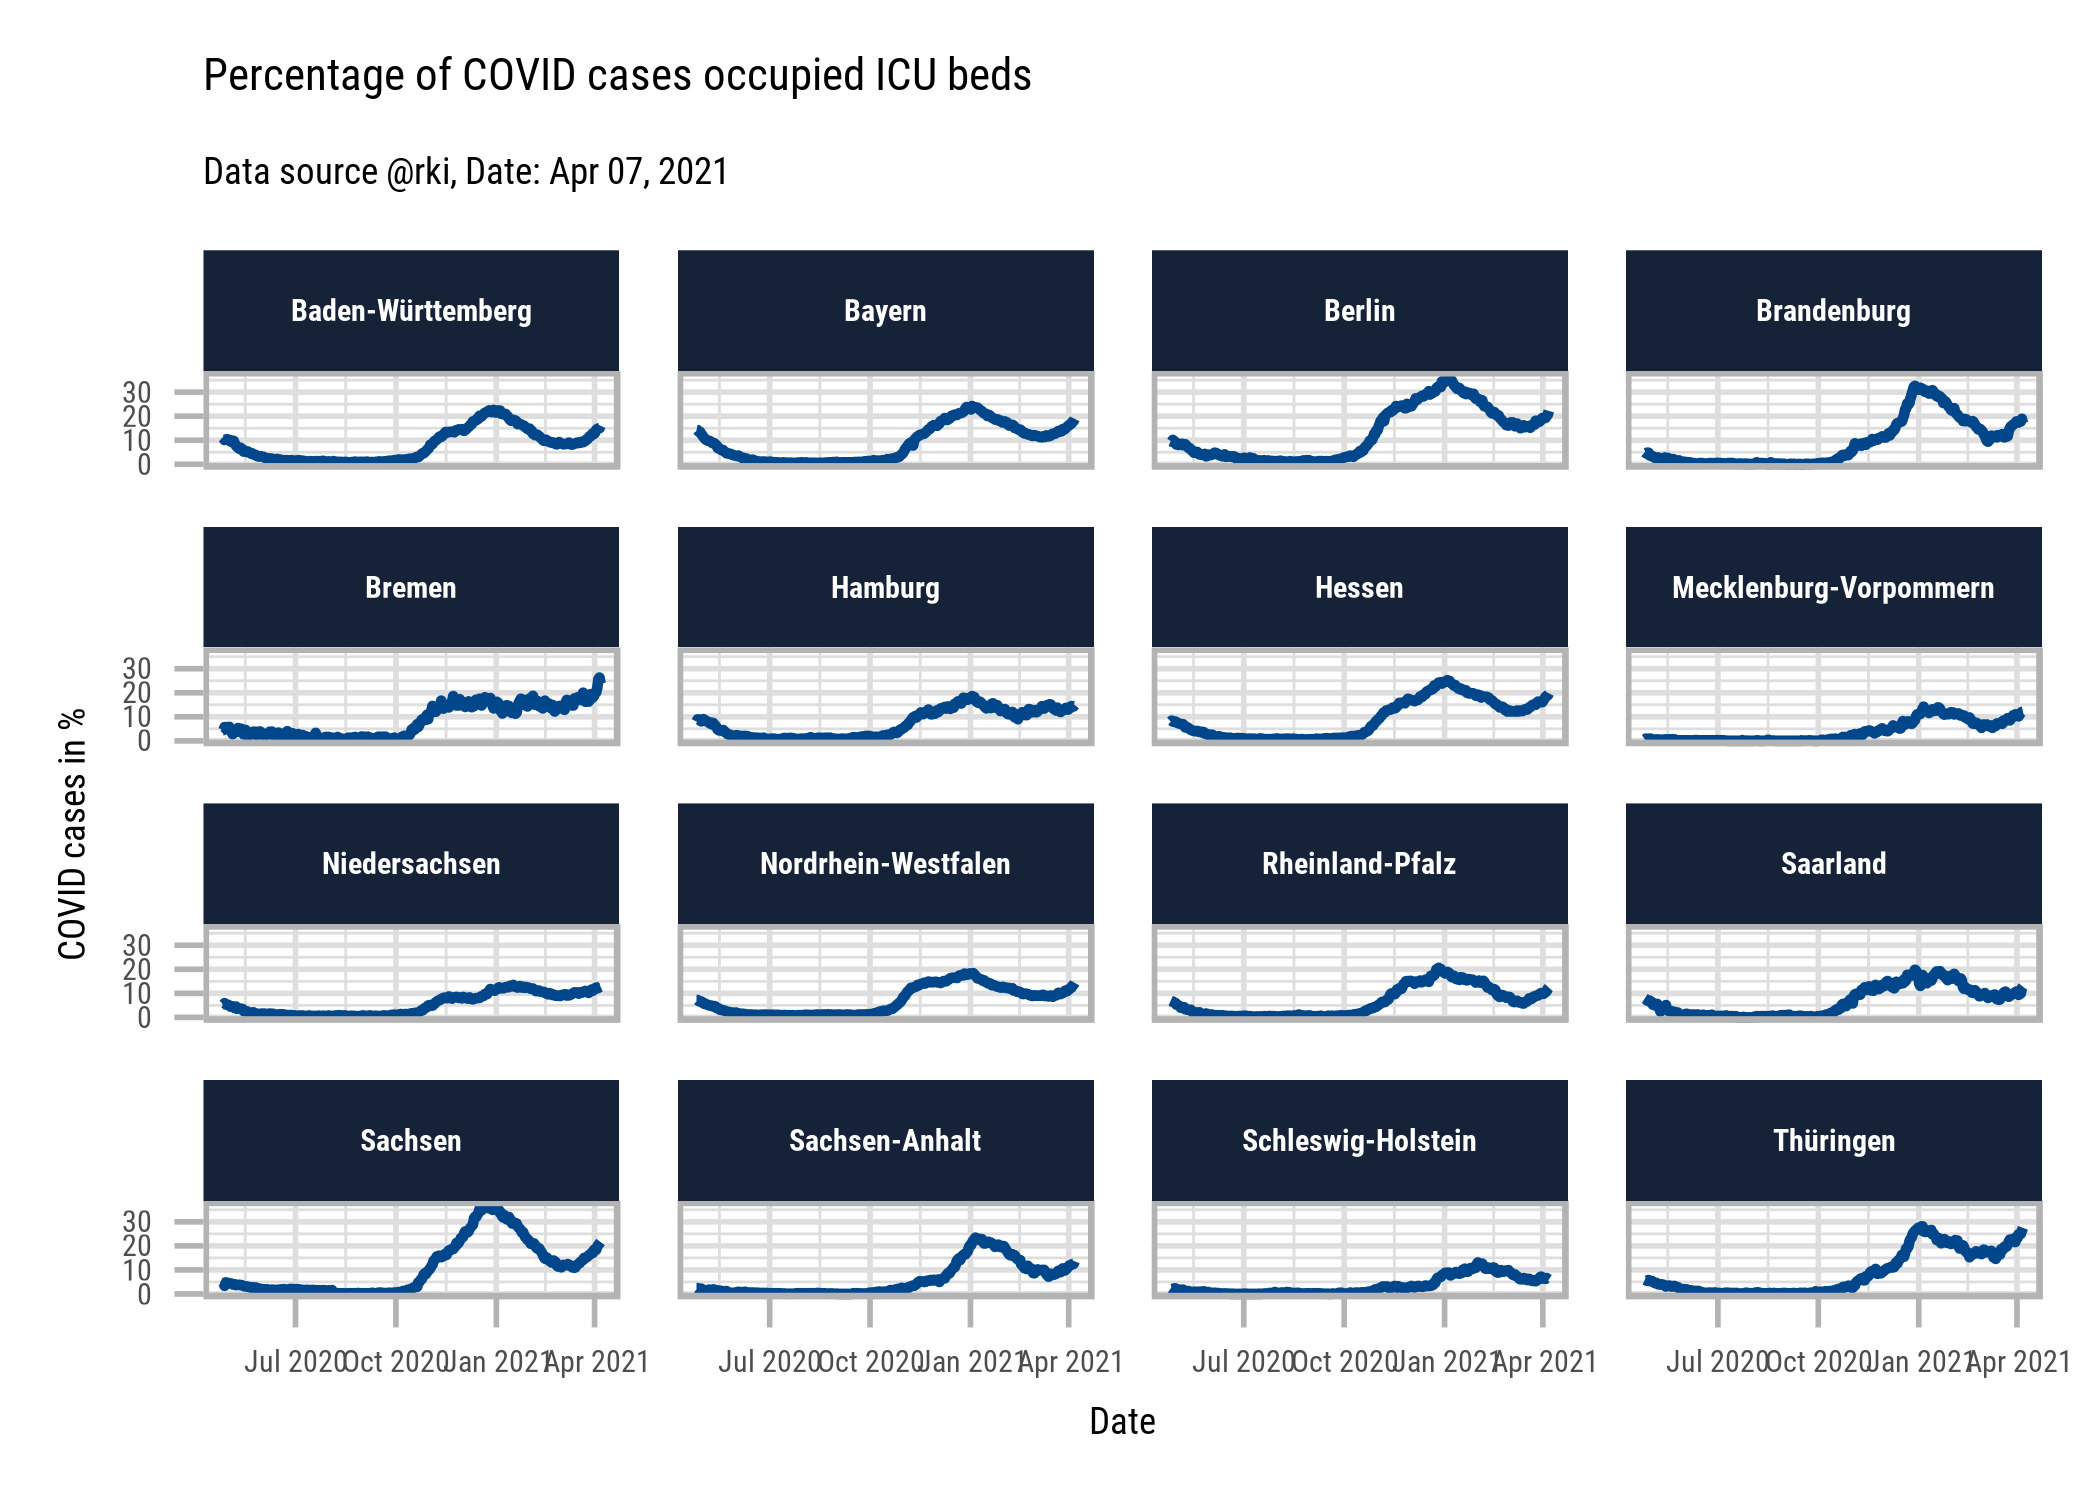 Percentage of COVID cases occupied ICU beds
Data source @rki, Date: Apr 07, 2021
Baden-Württemberg Bayern Berlin Brandenburg
30
20
10
0
Bremen Hamburg Hessen Mecklenburg-Vorpommern
30
20
10
0
COVID cases in %
Niedersachsen Nordrhein-Westfalen Rheinland-Pfalz Saarland
30
20
10
0
Sachsen Sachsen-Anhalt Schleswig-Holstein Thüringen
30
20
10
0
Jul 2020 Oct 2020 Jan 2021 Apr 2021 Jul 2020 Oct 2020 Jan 2021 Apr 2021 Jul 2020 Oct 2020 Jan 2021 Apr 2021 Jul 2020 Oct 2020 Jan 2021 Apr 2021
Date